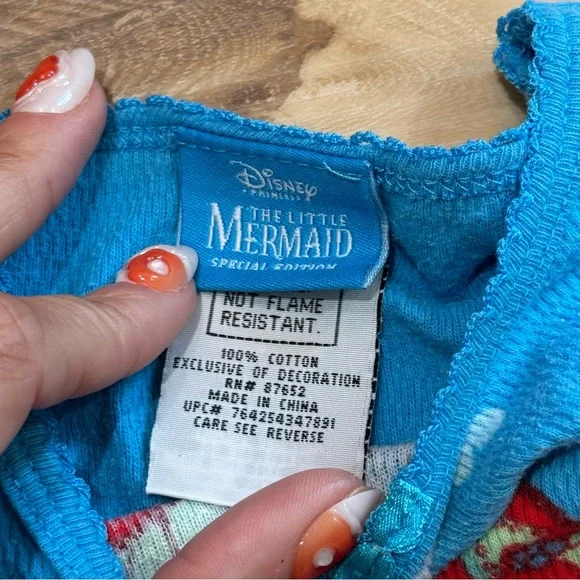 Disney
PRINCESS
THE LITTLE
MERMAID
SPECIAL EDITION
NOT FLAME
RESISTANT.
100% COTTON
EXCLUSIVE OF DECORATION
RN# 87652
MADE IN CHINA
UPC# 764254347891
CARE SEE REVERSE